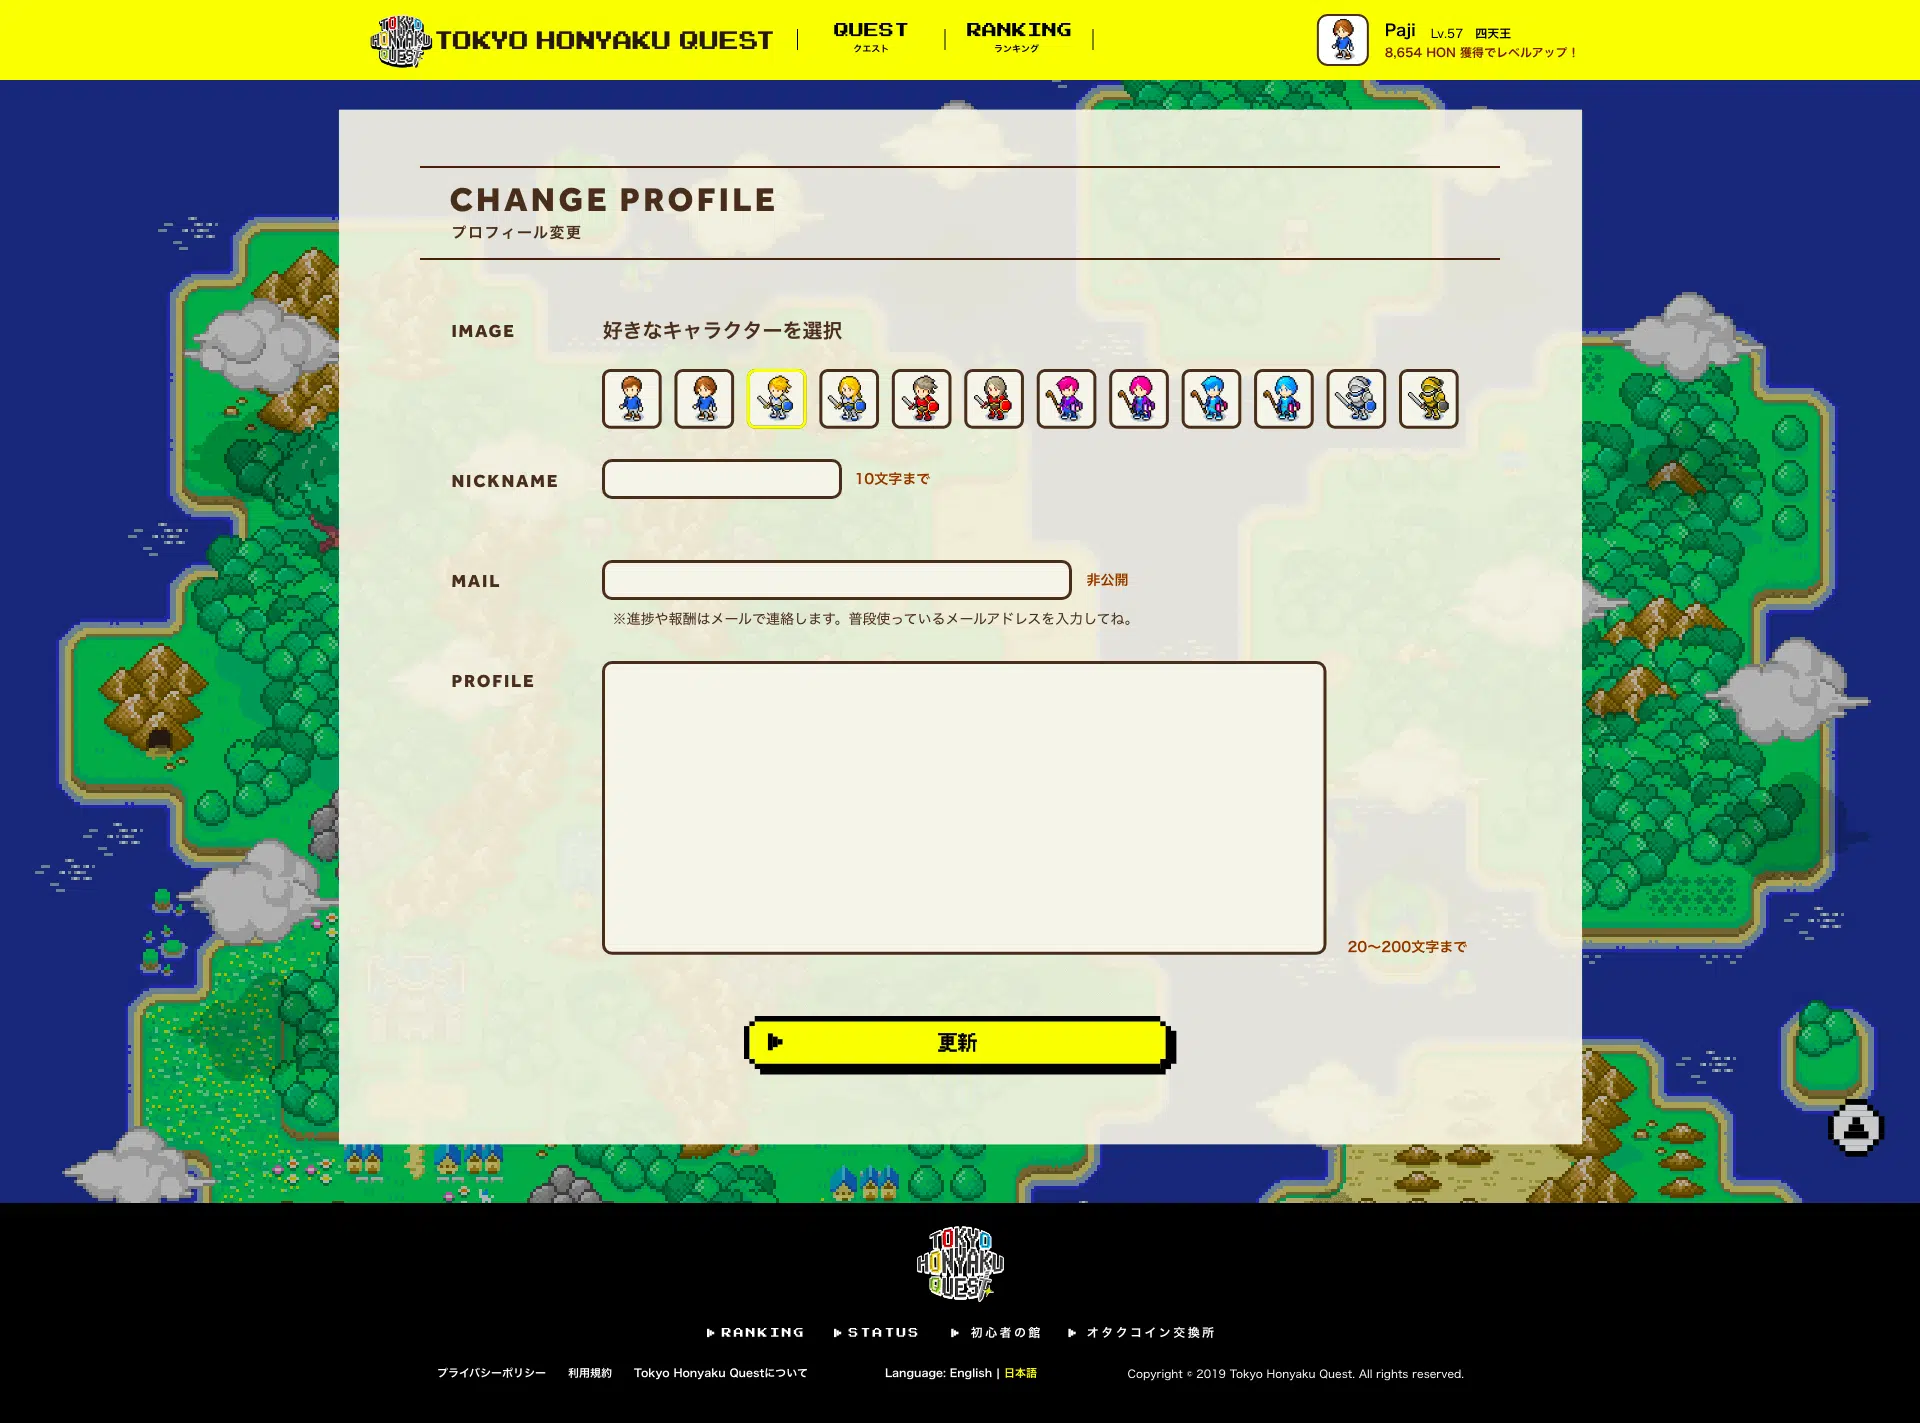 TOKYO HONYAKU QUEST
TOKYO HONYAKU QUEST
QUEST
クエスト
RANKING
ランキング
Paji Lv.57 四天王
8,654 HON 獲得でレベルアップ！
CHANGE PROFILE
プロフィール変更
IMAGE
好きなキャラクターを選択
NICKNAME
10文字まで
MAIL
非公開
※進捗や報酬はメールで連絡します。普段使っているメールアドレスを入力してね。
PROFILE
20〜200文字まで
更新
TOKYO
HONYAKU
QUEST
RANKING
STATUS
初心者の館
オタクコイン交換所
プライバシーポリシー
利用規約
Tokyo Honyaku Questについて
Language: English | 日本語
Copyright © 2019 Tokyo Honyaku Quest. All rights reserved.